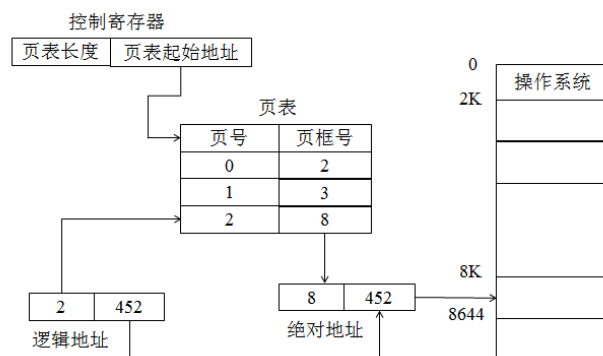 控制寄存器
页表长度 页表起始地址
0
操作系统
2K
页表
页号 页框号
0 2
1 3
2 8
8K
2 452
8 452
8644
逻辑地址
绝对地址